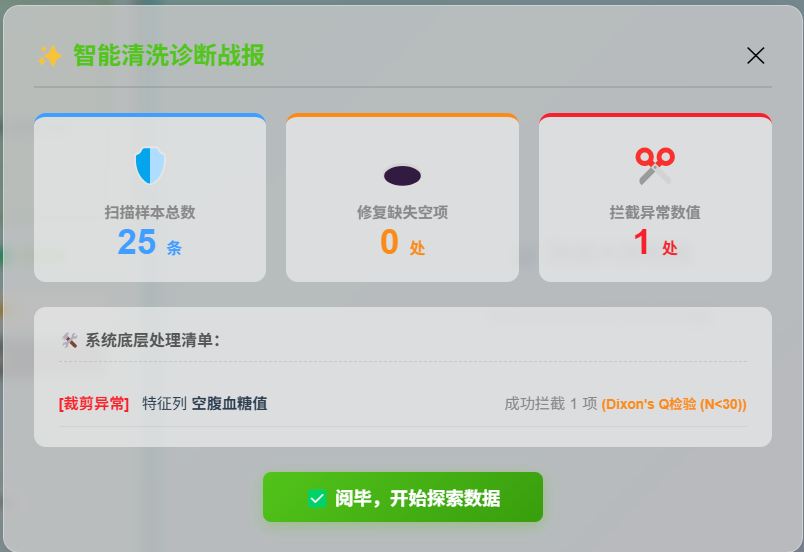 智能清洗诊断战报
扫描样本总数
25 条
修复缺失空项
0 处
拦截异常数值
1 处
系统底层处理清单：
[裁剪异常] 特征列 空腹血糖值 成功拦截 1 项 (Dixon's Q检验 (N<30))
阅毕，开始探索数据